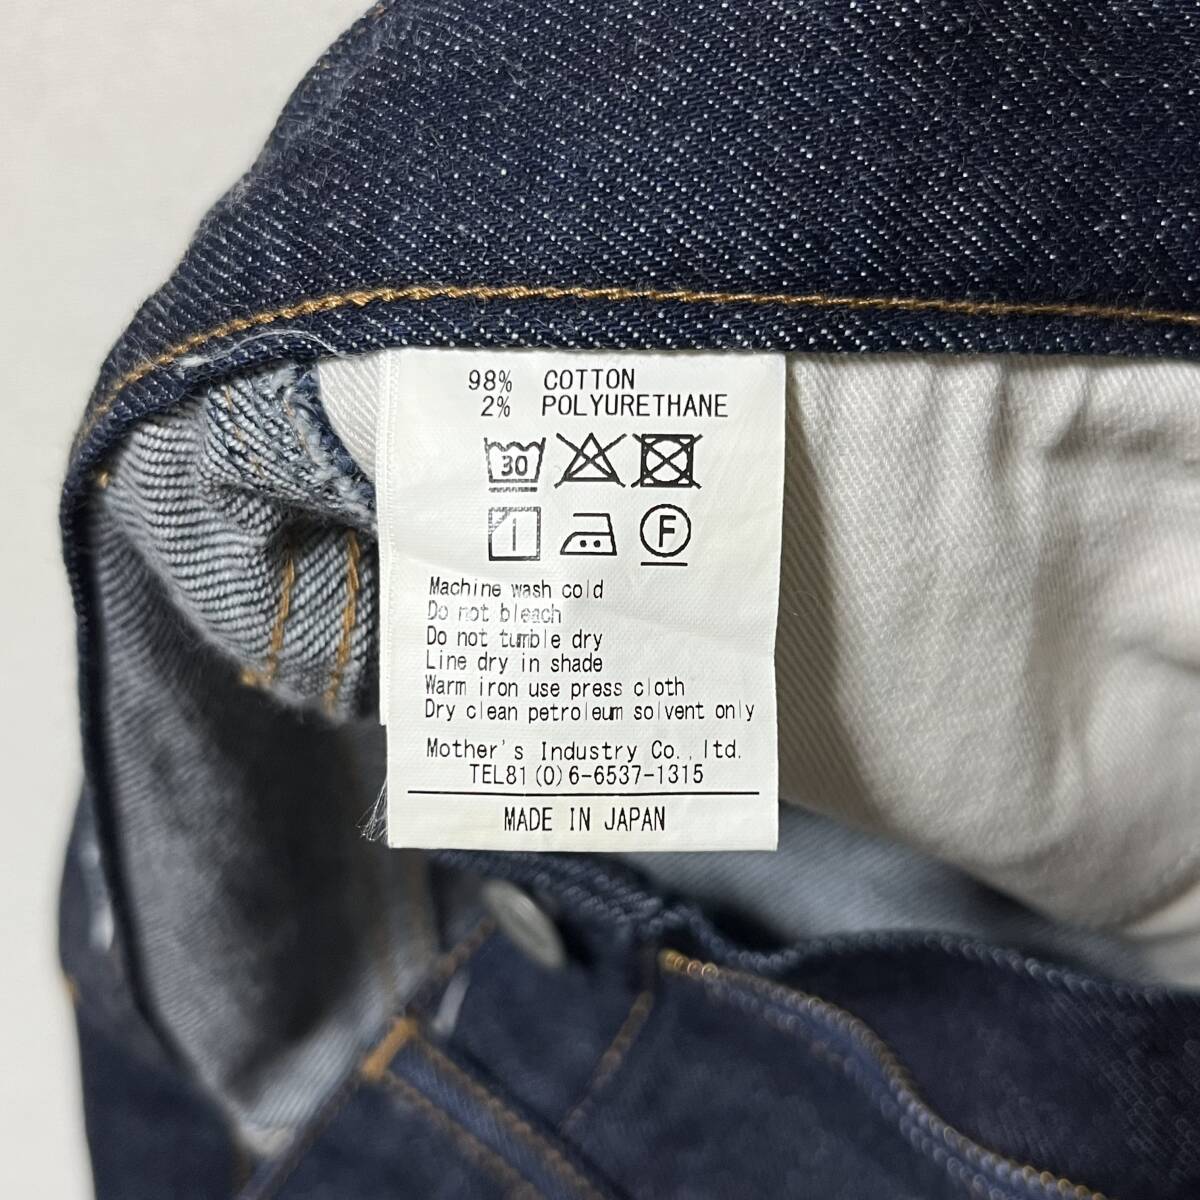 98% COTTON
2% POLYURETHANE
30
F
Machine wash cold
Do not bleach
Do not tumble dry
Line dry in shade
Warm iron use press cloth
Dry clean petroleum solvent only
Mother's Industry Co.,ltd.
TEL81(0)6-6537-1315
MADE IN JAPAN